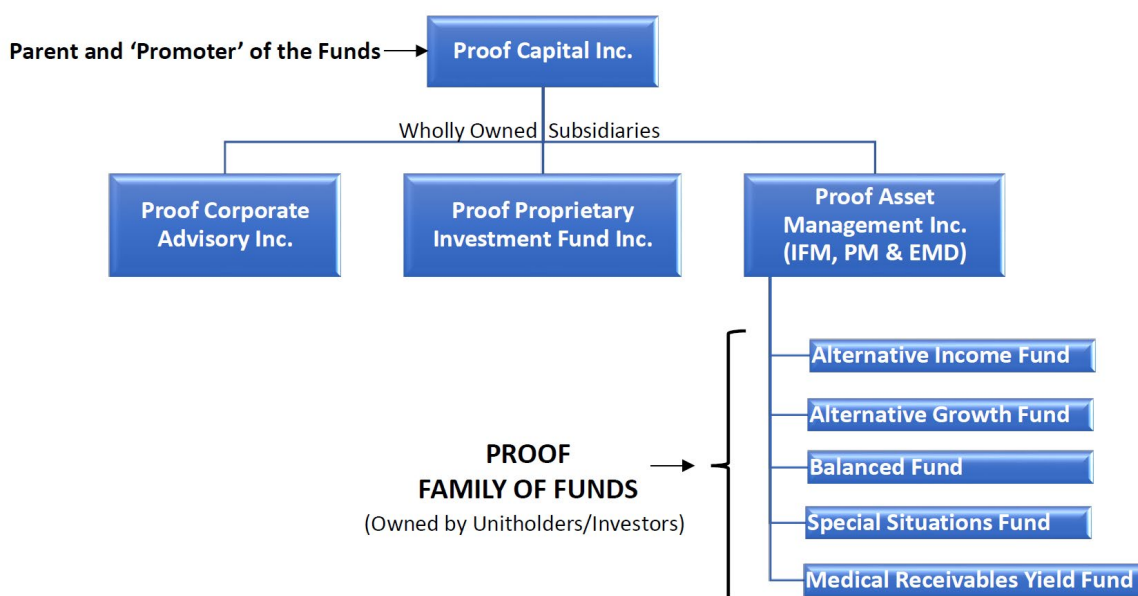 Parent and ‘Promoter’ of the Funds
Proof Capital Inc.
Wholly Owned Subsidiaries
Proof Corporate
Advisory Inc.
Proof Proprietary
Investment Fund Inc.
Proof Asset
Management Inc.
(IFM, PM & EMD)
PROOF
FAMILY OF FUNDS
(Owned by Unitholders/Investors)
Alternative Income Fund
Alternative Growth Fund
Balanced Fund
Special Situations Fund
Medical Receivables Yield Fund